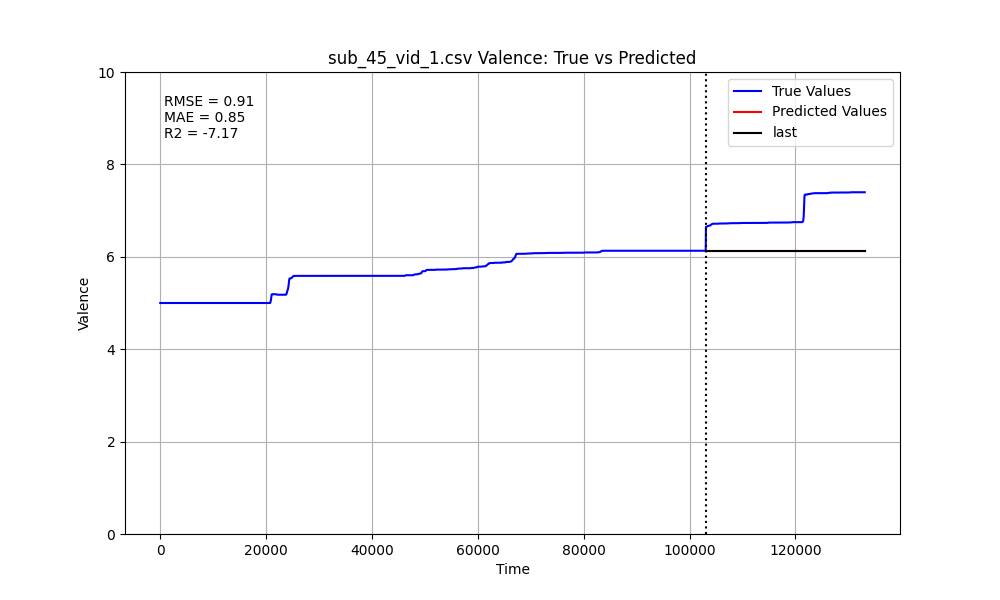 sub_45_vid_1.csv Valence: True vs Predicted
RMSE = 0.91
MAE = 0.85
R2 = -7.17
True Values
Predicted Values
last
Valence
10
8
6
4
2
0
0 20000 40000 60000 80000 100000 120000
Time